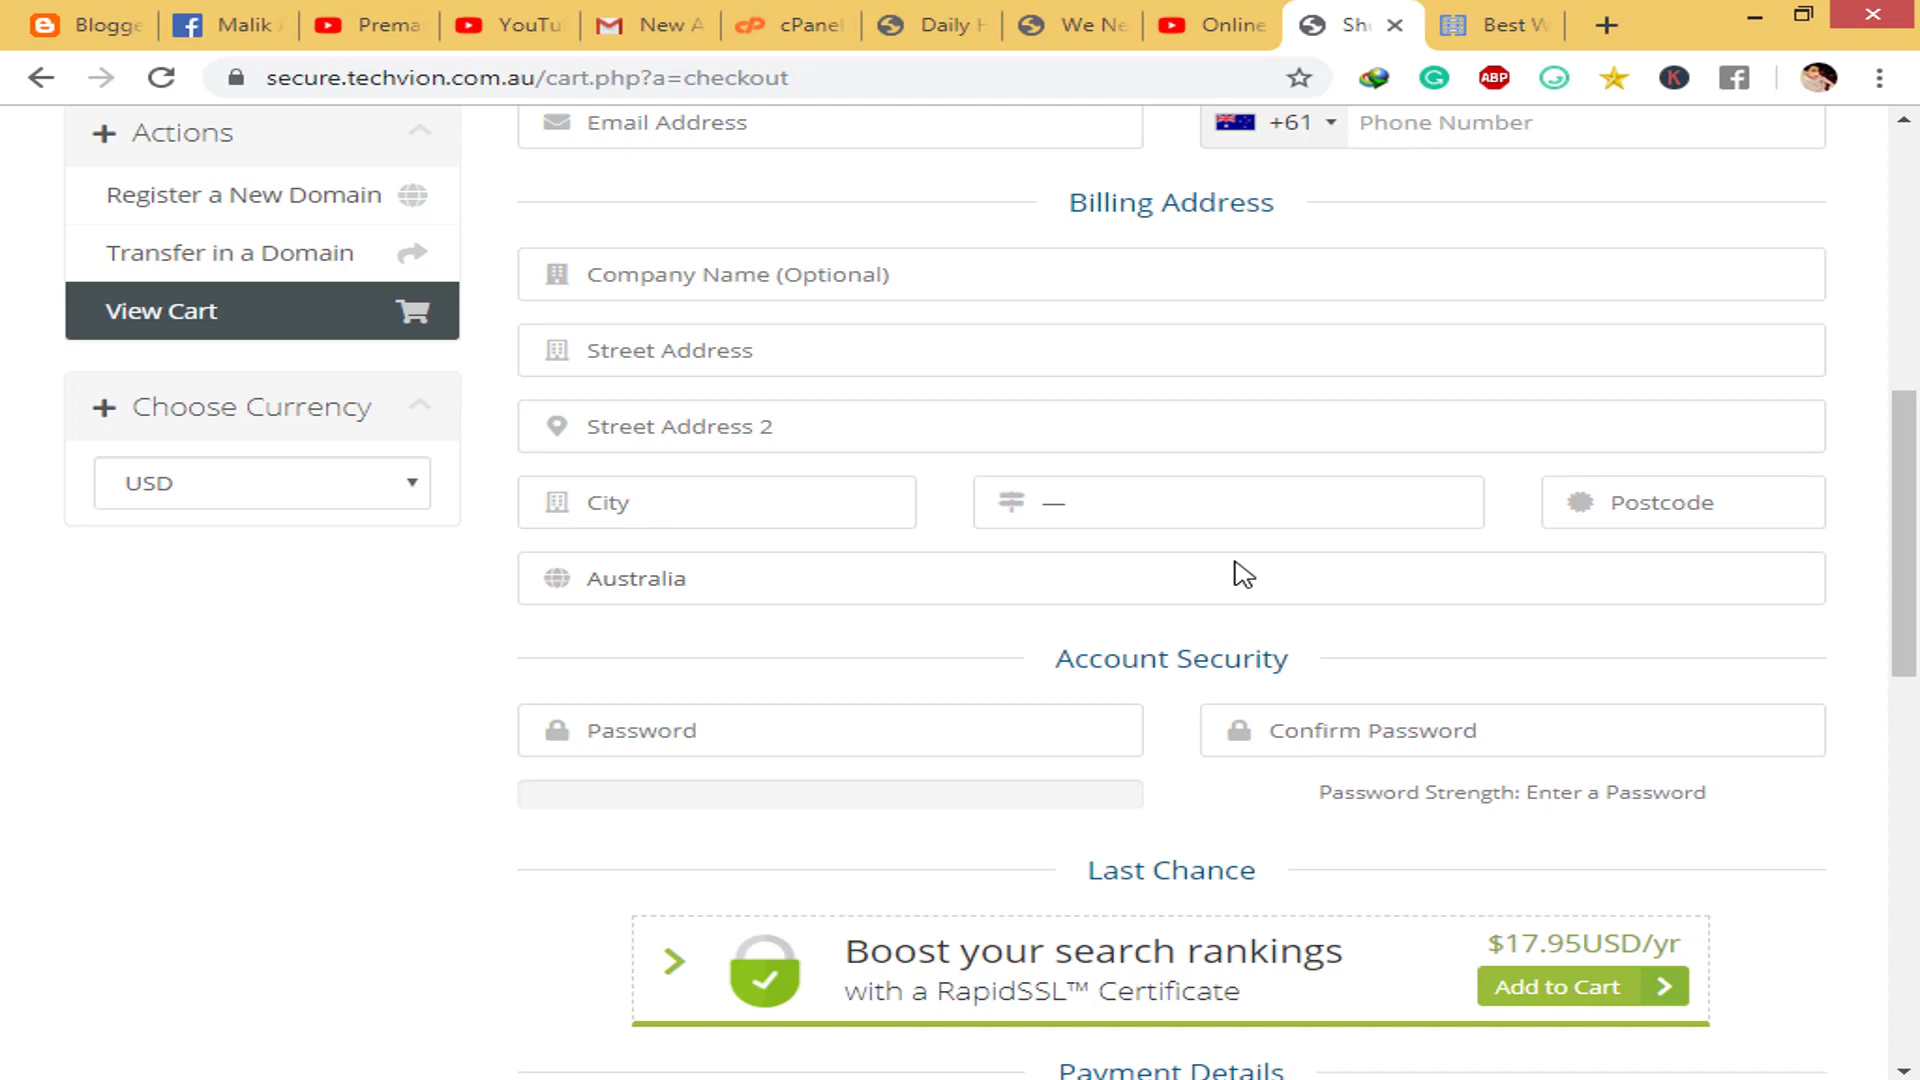 Blogge
Malik
Prema
YouTu
New A
cPanel
Daily H
We Ne
Online
Sh
Best W
secure.techvion.com.au/cart.php?a=checkout
ABP
K
Actions
Register a New Domain
Transfer in a Domain
View Cart
Choose Currency
USD
Email Address
+61
Phone Number
Billing Address
Company Name (Optional)
Street Address
Street Address 2
City
—
Postcode
Australia
Account Security
Password
Confirm Password
Password Strength: Enter a Password
Last Chance
Boost your search rankings
with a RapidSSL™ Certificate
$17.95USD/yr
Add to Cart
Payment Details